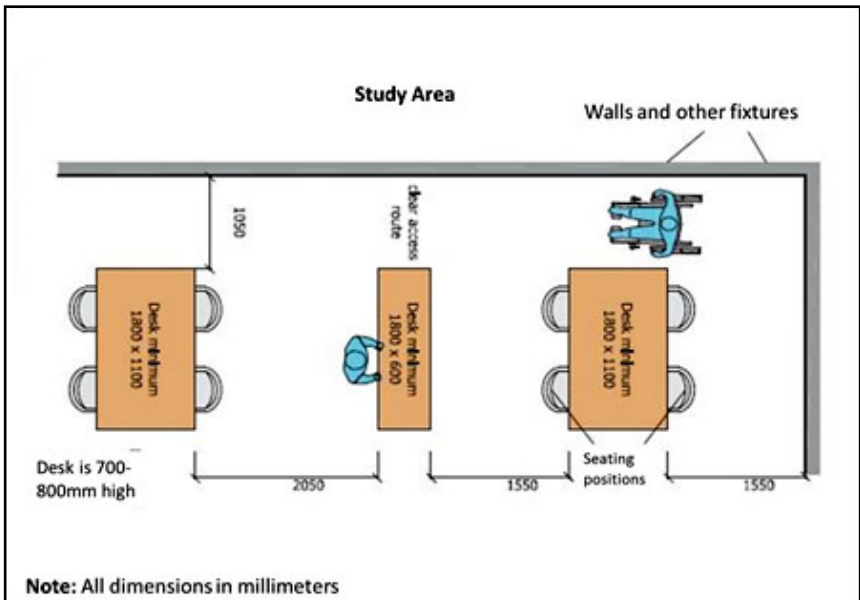 Study Area
Walls and other fixtures
1050
clear access
route
Desk minimum
1800 x 1100
Desk minimum
1800 x 600
Desk minimum
1800 x 1100
Desk is 700-
800mm high
2050
1550
Seating
positions
1550
Note: All dimensions in millimeters